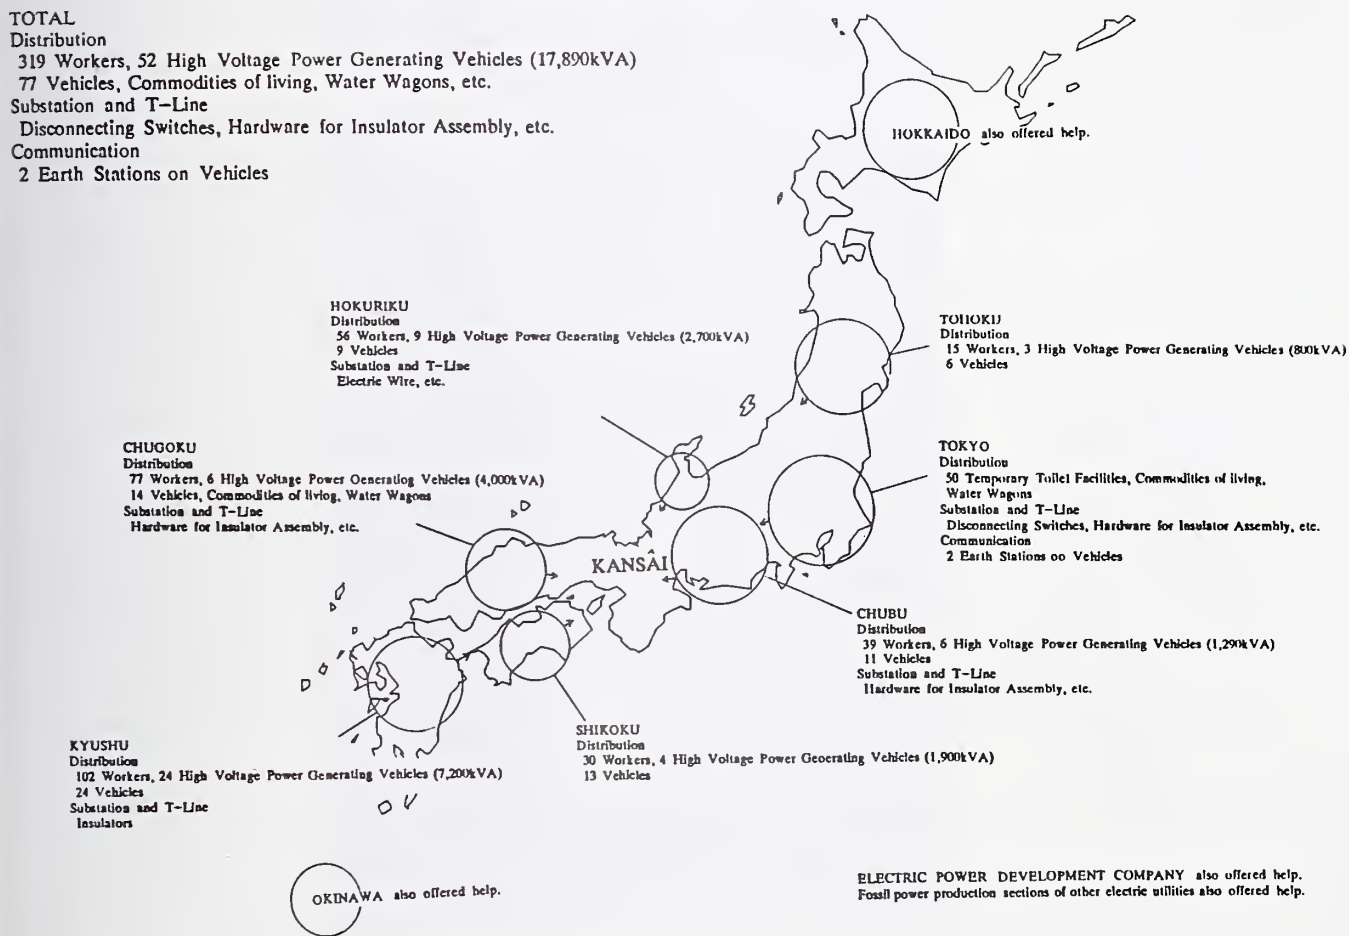 TOTAL
Distribution
319 Workers, 52 High Voltage Power Generating Vehicles (17,890kVA)
77 Vehicles, Commodities of living, Water Wagons, etc.
Substation and T-Line
Disconnecting Switches, Hardware for Insulator Assembly, etc.
Communication
2 Earth Stations on Vehicles
HOKKAIDO also offered help.
HOKURIKU
Distribution
56 Workers, 9 High Voltage Power Generating Vehicles (2,700kVA)
9 Vehicles
Substation and T-Line
Electric Wire, etc.
TOHOKU
Distribution
15 Workers, 3 High Voltage Power Generating Vehicles (800kVA)
6 Vehicles
CHUGOKU
Distribution
77 Workers, 6 High Voltage Power Generating Vehicles (4,000kVA)
14 Vehicles, Commodities of living, Water Wagons
Substation and T-Line
Hardware for Insulator Assembly, etc.
TOKYO
Distribution
50 Temporary Toilet Facilities, Commodities of living,
Water Wagons
Substation and T-Line
Disconnecting Switches, Hardware for Insulator Assembly, etc.
Communication
2 Earth Stations on Vehicles
KANSÂI
CHUBU
Distribution
39 Workers, 6 High Voltage Power Generating Vehicles (1,290kVA)
11 Vehicles
Substation and T-Line
Hardware for Insulator Assembly, etc.
SHIKOKU
Distribution
30 Workers, 4 High Voltage Power Generating Vehicles (1,900kVA)
13 Vehicles
KYUSHU
Distribution
102 Workers, 24 High Voltage Power Generating Vehicles (7,200kVA)
24 Vehicles
Substation and T-Line
Insulators
OKINAWA also offered help.
ELECTRIC POWER DEVELOPMENT COMPANY also offered help.
Fossil power production sections of other electric utilities also offered help.